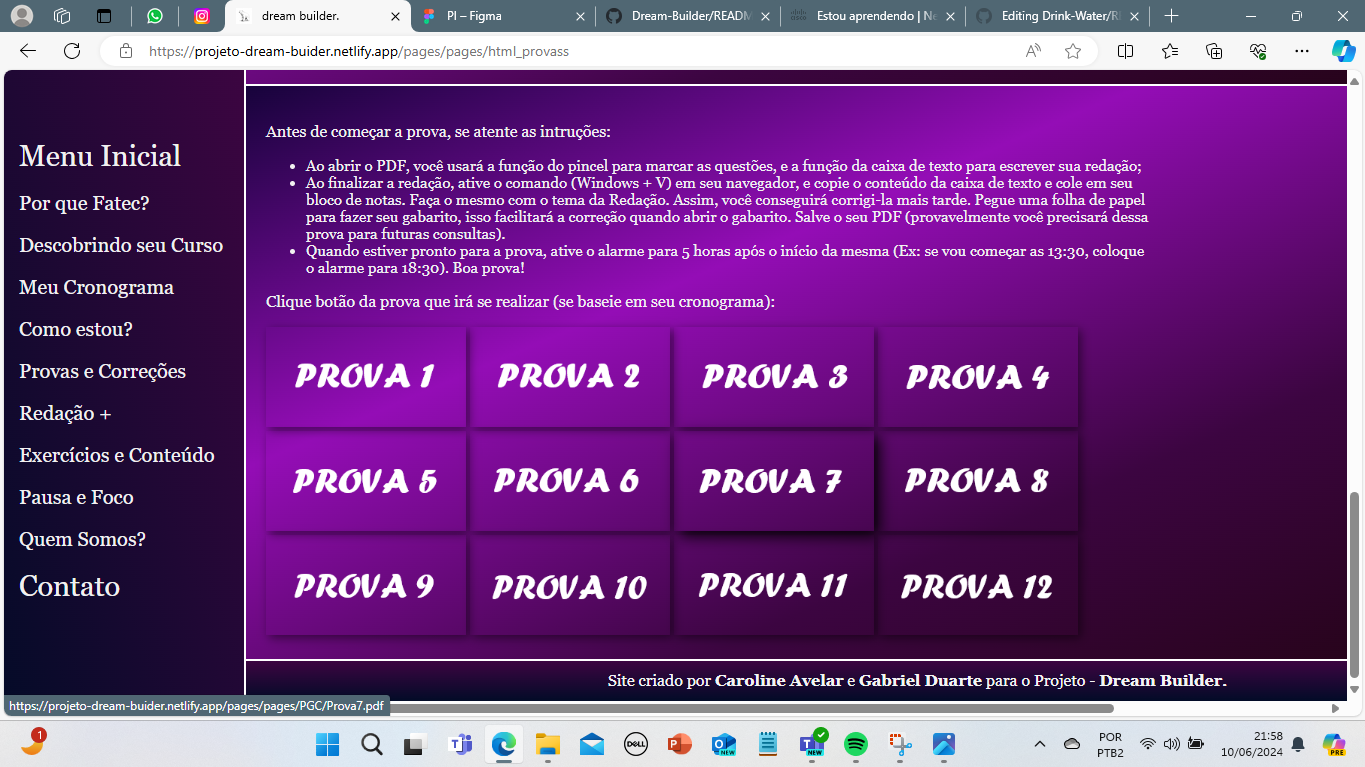 dream builder.
PI – Figma
Dream-Builder/READM
Estou aprendendo | Ne
Editing Drink-Water/RE
https://projeto-dream-buider.netlify.app/pages/pages/html_provass
Menu Inicial
Por que Fatec?
Descobrindo seu Curso
Meu Cronograma
Como estou?
Provas e Correções
Redação +
Exercícios e Conteúdo
Pausa e Foco
Quem Somos?
Contato
Antes de começar a prova, se atente as intruções:
• Ao abrir o PDF, você usará a função do pincel para marcar as questões, e a função da caixa de texto para escrever sua redação;
• Ao finalizar a redação, ative o comando (Windows + V) em seu navegador, e copie o conteúdo da caixa de texto e cole em seu
bloco de notas. Faça o mesmo com o tema da Redação. Assim, você conseguirá corrigi-la mais tarde. Pegue uma folha de papel
para fazer seu gabarito, isso facilitará a correção quando abrir o gabarito. Salve o seu PDF (provavelmente você precisará dessa
prova para futuras consultas).
• Quando estiver pronto para a prova, ative o alarme para 5 horas após o início da mesma (Ex: se vou começar as 13:30, coloque
o alarme para 18:30). Boa prova!
Clique botão da prova que irá se realizar (se baseie em seu cronograma):
PROVA 1 PROVA 2 PROVA 3 PROVA 4
PROVA 5 PROVA 6 PROVA 7 PROVA 8
PROVA 9 PROVA 10 PROVA 11 PROVA 12
Site criado por Caroline Avelar e Gabriel Duarte para o Projeto - Dream Builder.
https://projeto-dream-buider.netlify.app/pages/pages/PGC/Prova7.pdf
1
DELL
NEW
NEW
POR
PTB2
21:58
10/06/2024
PRE